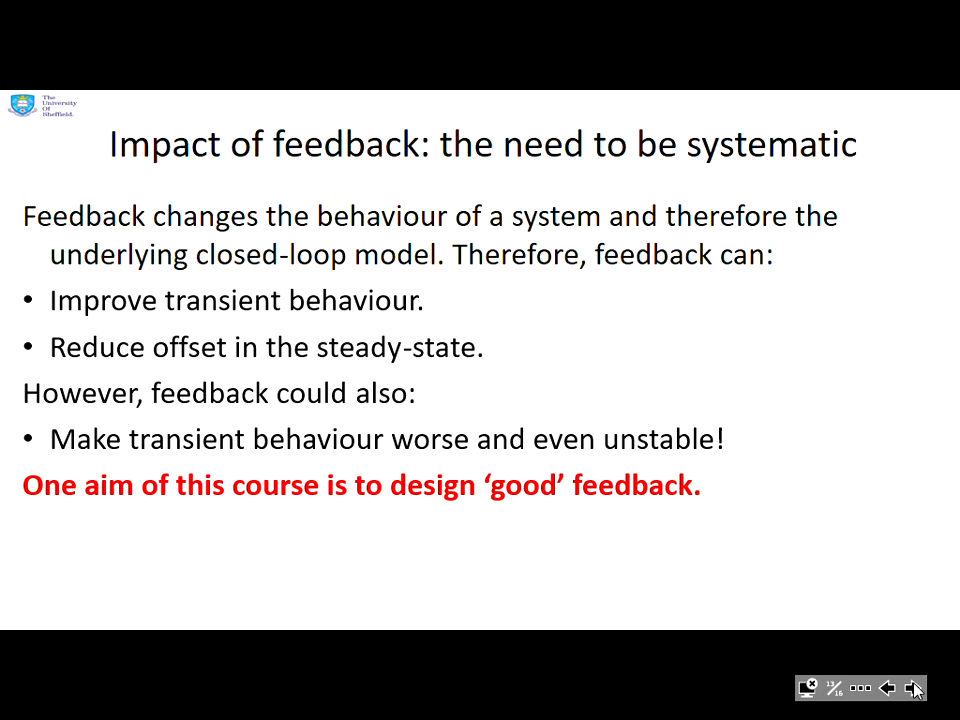 The
University
Of
Sheffield.
Impact of feedback: the need to be systematic
Feedback changes the behaviour of a system and therefore the
underlying closed-loop model. Therefore, feedback can:
• Improve transient behaviour.
• Reduce offset in the steady-state.
However, feedback could also:
• Make transient behaviour worse and even unstable!
One aim of this course is to design ‘good’ feedback.
13/16